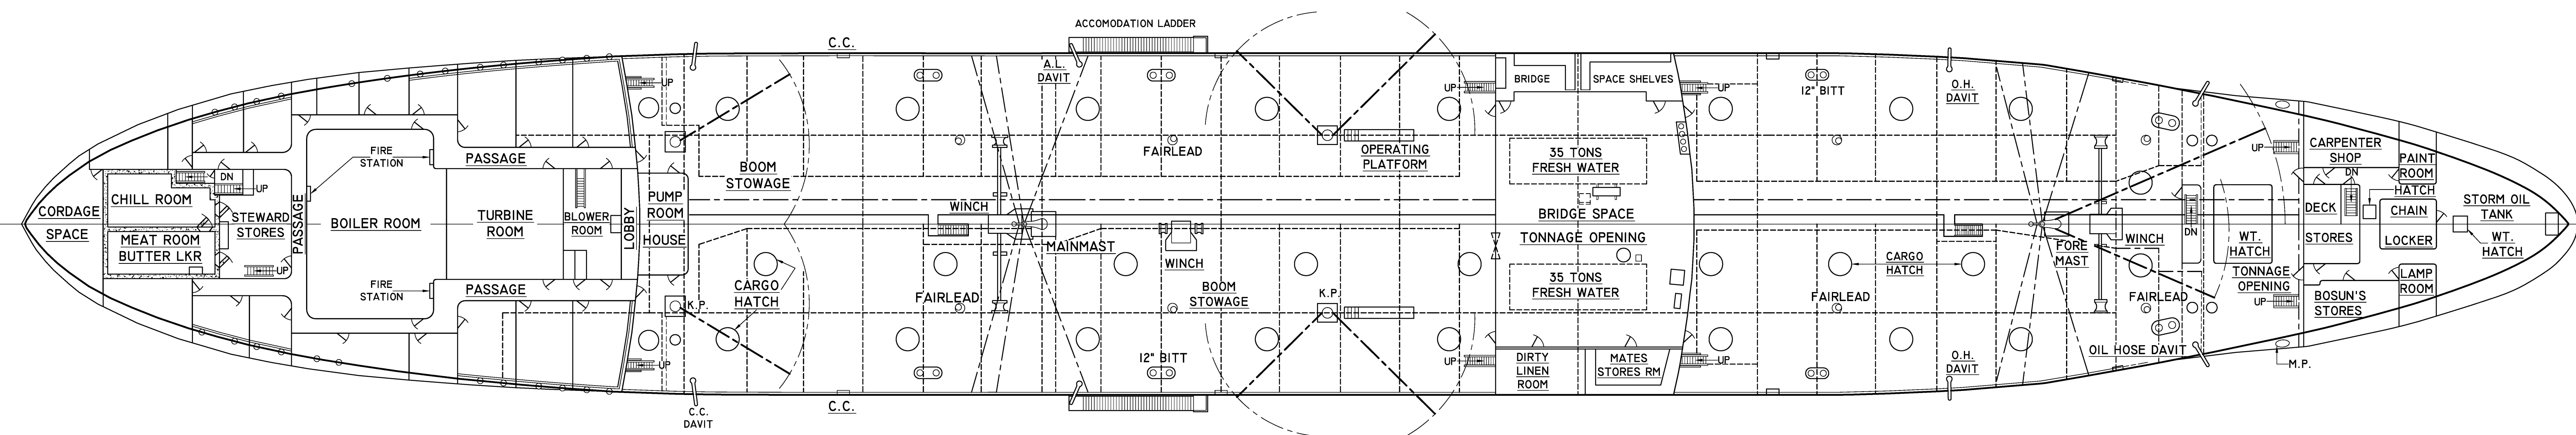 ACCOMODATION LADDER
C.C.
A.L.
DAVIT
UP
BRIDGE
SPACE SHELVES
UP
UP
12" BITT
O.H.
DAVIT
FIRE
STATION
PASSAGE
BOOM
STOWAGE
FAIRLEAD
OPERATING
PLATFORM
35 TONS
FRESH WATER
UP
CARPENTER
SHOP
PAINT
ROOM
DN
HATCH
DN
UP
CHILL ROOM
CORDAGE
SPACE
STEWARD
STORES
PASSAGE
BOILER ROOM
TURBINE
ROOM
BLOWER
ROOM
LOBBY
PUMP
ROOM
HOUSE
WINCH
MAINMAST
WINCH
BRIDGE SPACE
TONNAGE OPENING
FORE
MAST
WINCH
DN
WT.
HATCH
DECK
STORES
CHAIN
LOCKER
STORM OIL
TANK
WT.
HATCH
MEAT ROOM
BUTTER LKR
UP
FIRE
STATION
PASSAGE
K.P.
CARGO
HATCH
FAIRLEAD
BOOM
STOWAGE
K.P.
35 TONS
FRESH WATER
CARGO
HATCH
FAIRLEAD
FAIRLEAD
TONNAGE
OPENING
UP
BOSUN'S
STORES
LAMP
ROOM
UP
12" BITT
UP
DIRTY
LINEN
ROOM
MATES
STORES RM
UP
O.H.
DAVIT
OIL HOSE DAVIT
M.P.
C.C.
DAVIT
C.C.